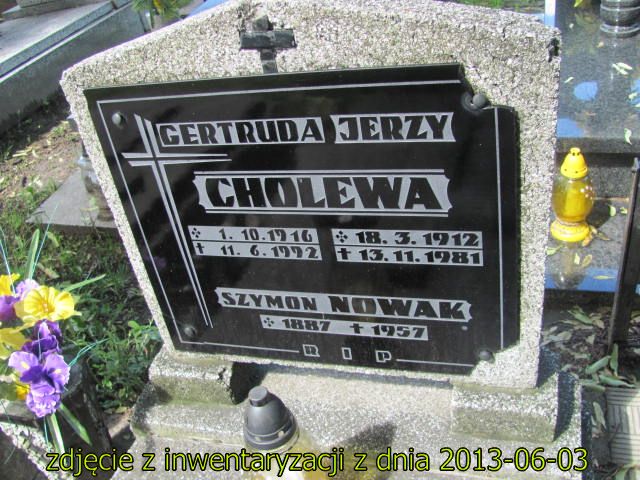 GERTRUDA JERZY
CHOLEWA
1.10.1916 18.3.1912
11.6.1992 13.11.1981
SZYMON NOWAK
1887 1957
R I P
zdjęcie z inwentaryzacji z dnia 2013-06-03